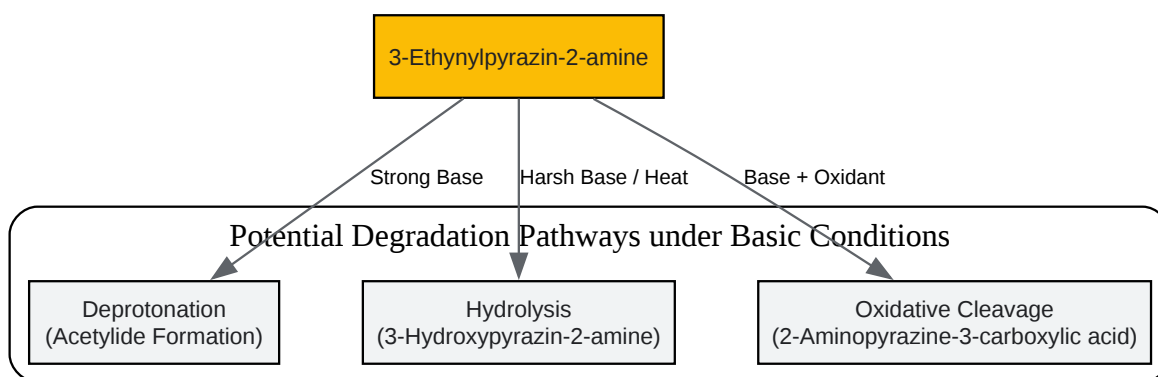 3-Ethynylpyrazin-2-amine
Strong Base
Harsh Base / Heat
Base + Oxidant
Potential Degradation Pathways under Basic Conditions
Deprotonation
(Acetylide Formation)
Hydrolysis
(3-Hydroxypyrazin-2-amine)
Oxidative Cleavage
(2-Aminopyrazine-3-carboxylic acid)